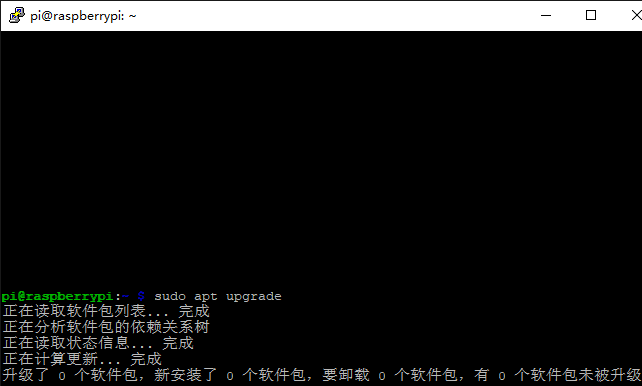 pi@raspberrypi: ~
pi@raspberrypi:~ $ sudo apt upgrade
正在读取软件包列表... 完成
正在分析软件包的依赖关系树
正在读取状态信息... 完成
正在计算更新... 完成
升级了 0 个软件包，新安装了 0 个软件包，要卸载 0 个软件包，有 0 个软件包未被升级